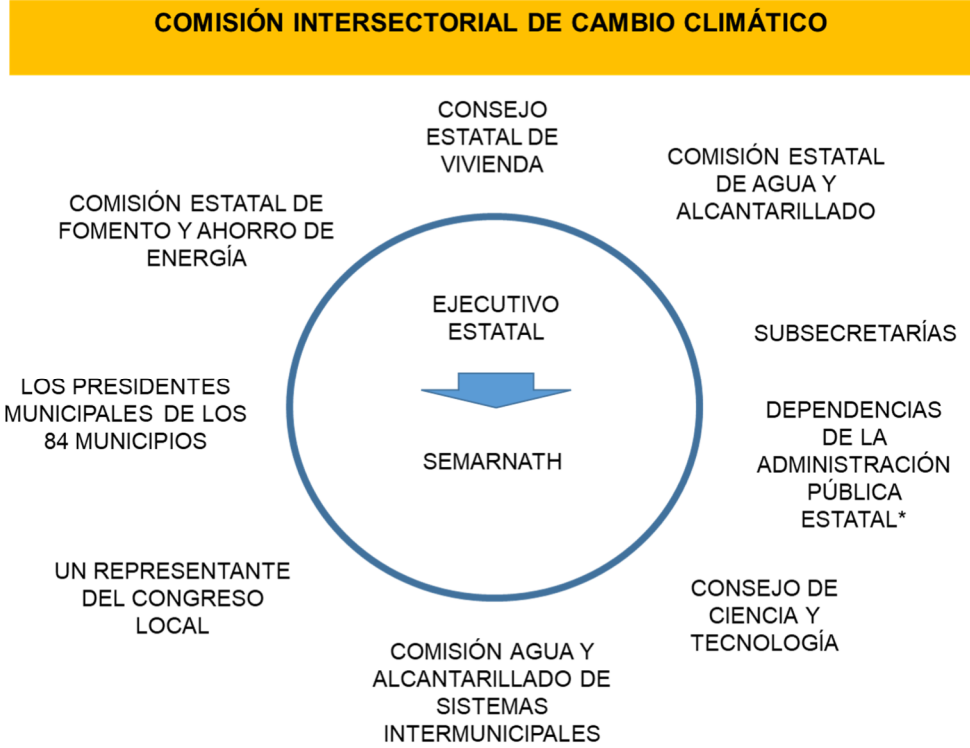 COMISIÓN INTERSECTORIAL DE CAMBIO CLIMÁTICO
CONSEJO
ESTATAL DE
VIVIENDA
COMISIÓN ESTATAL
DE AGUA Y
ALCANTARILLADO
COMISIÓN ESTATAL DE
FOMENTO Y AHORRO DE
ENERGÍA
EJECUTIVO
ESTATAL
SUBSECRETARÍAS
LOS PRESIDENTES
MUNICIPALES DE LOS
84 MUNICIPIOS
DEPENDENCIAS
DE LA
ADMINISTRACIÓN
PÚBLICA
ESTATAL*
SEMARNATH
UN REPRESENTANTE
DEL CONGRESO
LOCAL
CONSEJO DE
CIENCIA Y
TECNOLOGÍA
COMISIÓN AGUA Y
ALCANTARILLADO DE
SISTEMAS
INTERMUNICIPALES